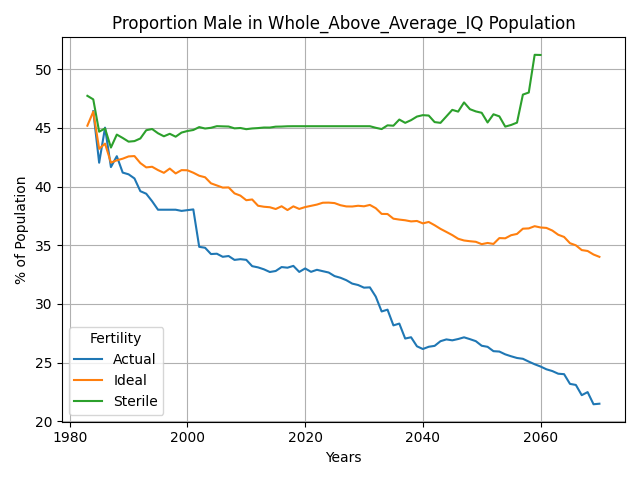 Proportion Male in Whole_Above_Average_IQ Population
% of Population
50
45
40
35
30
25
20
Fertility
Actual
Ideal
Sterile
1980
2000
2020
2040
2060
Years